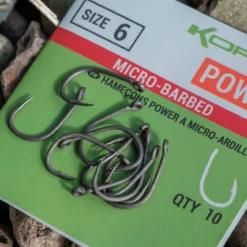 SIZE 6
KOR
POW
MICRO-BARBED
HAMEÇONS POWER À MICRO-ARDILL
QTY 10